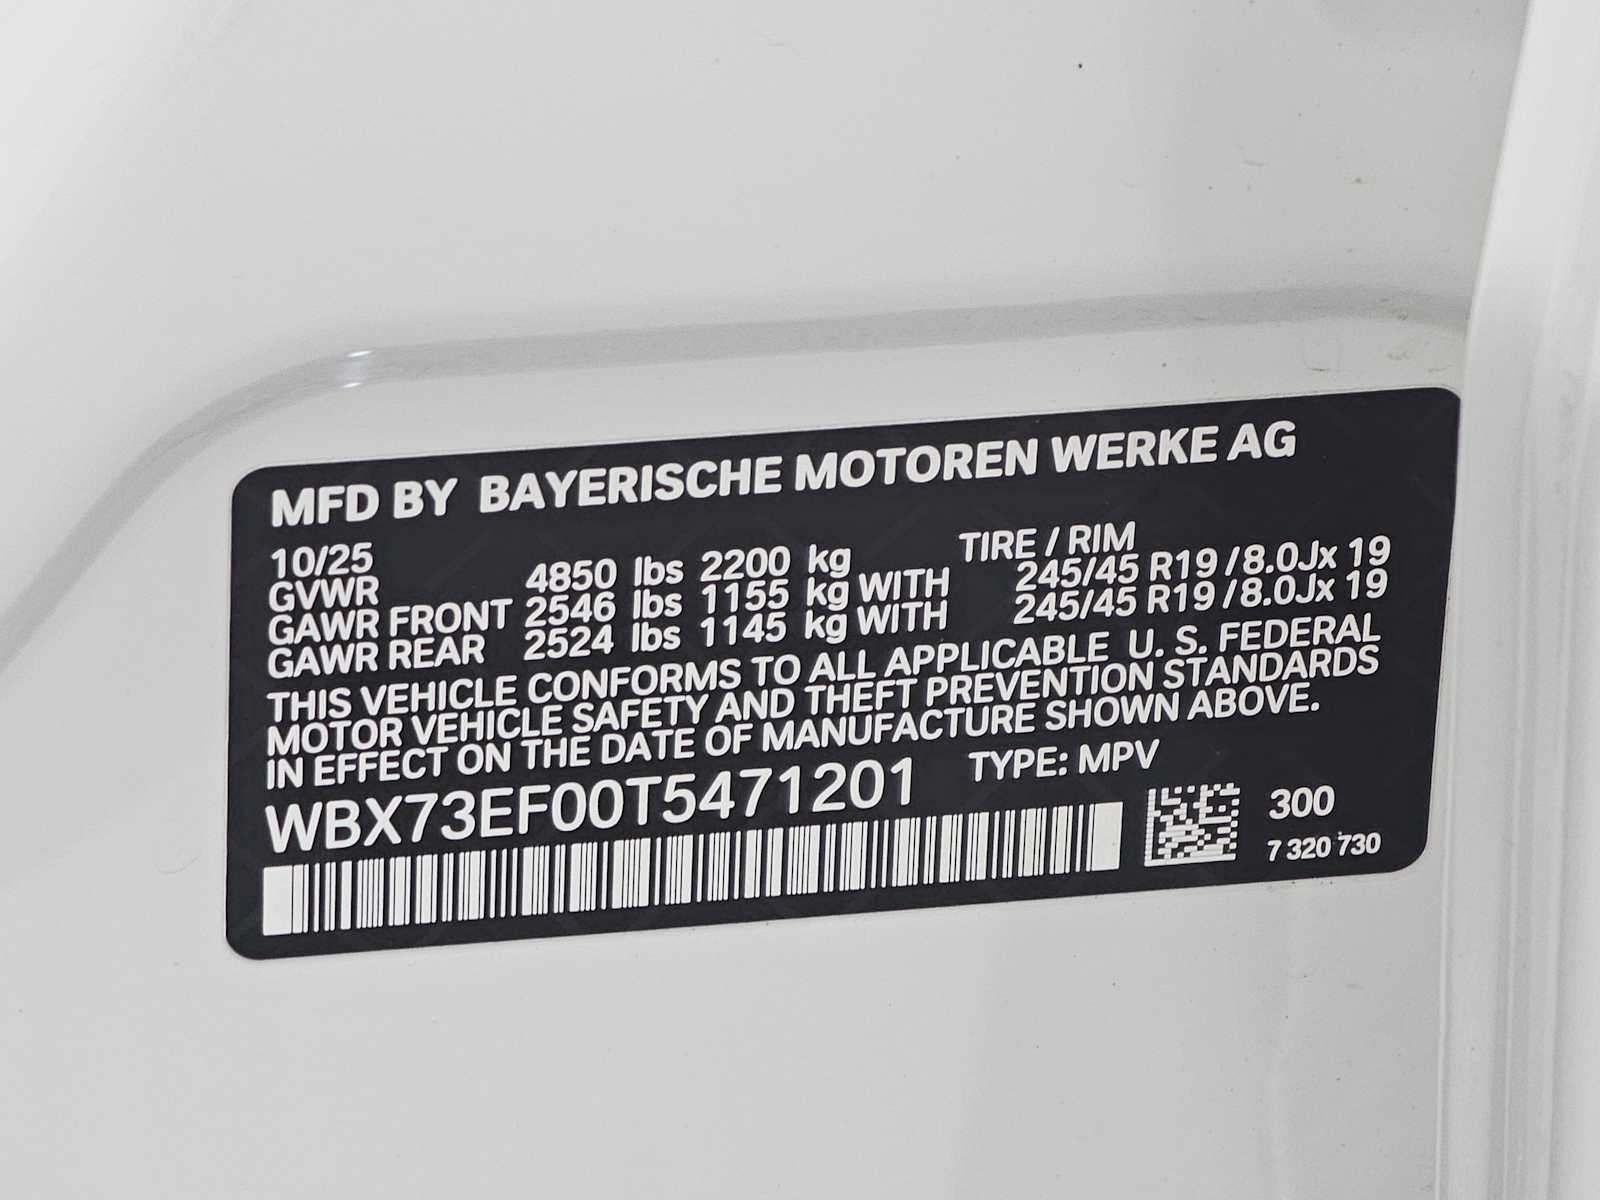 MFD BY BAYERISCHE MOTOREN WERKE AG
10/25 TIRE / RIM
GVWR 4850 lbs 2200 kg
GAWR FRONT 2546 lbs 1155 kg WITH 245/45 R19 /8.0Jx 19
GAWR REAR 2524 lbs 1145 kg WITH 245/45 R19 /8.0Jx 19
THIS VEHICLE CONFORMS TO ALL APPLICABLE U. S. FEDERAL
MOTOR VEHICLE SAFETY AND THEFT PREVENTION STANDARDS
IN EFFECT ON THE DATE OF MANUFACTURE SHOWN ABOVE.
WBX73EF00T5471201 TYPE: MPV
300
7 320 730